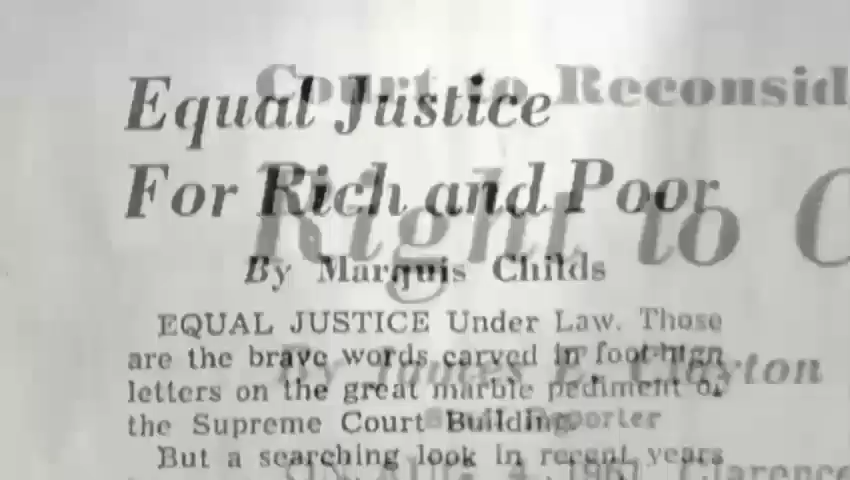 Equal Justice
For Rich and Poor
By Marquis Childs
EQUAL JUSTICE Under Law. Those
are the brave words carved in foot-high
letters on the great marble pediment of
the Supreme Court Building.
But a searching look in recent years
Court to Reconsid
Right to C
By James E. Clayton
Reporter
ON AUG. 4, 1961, Clarence